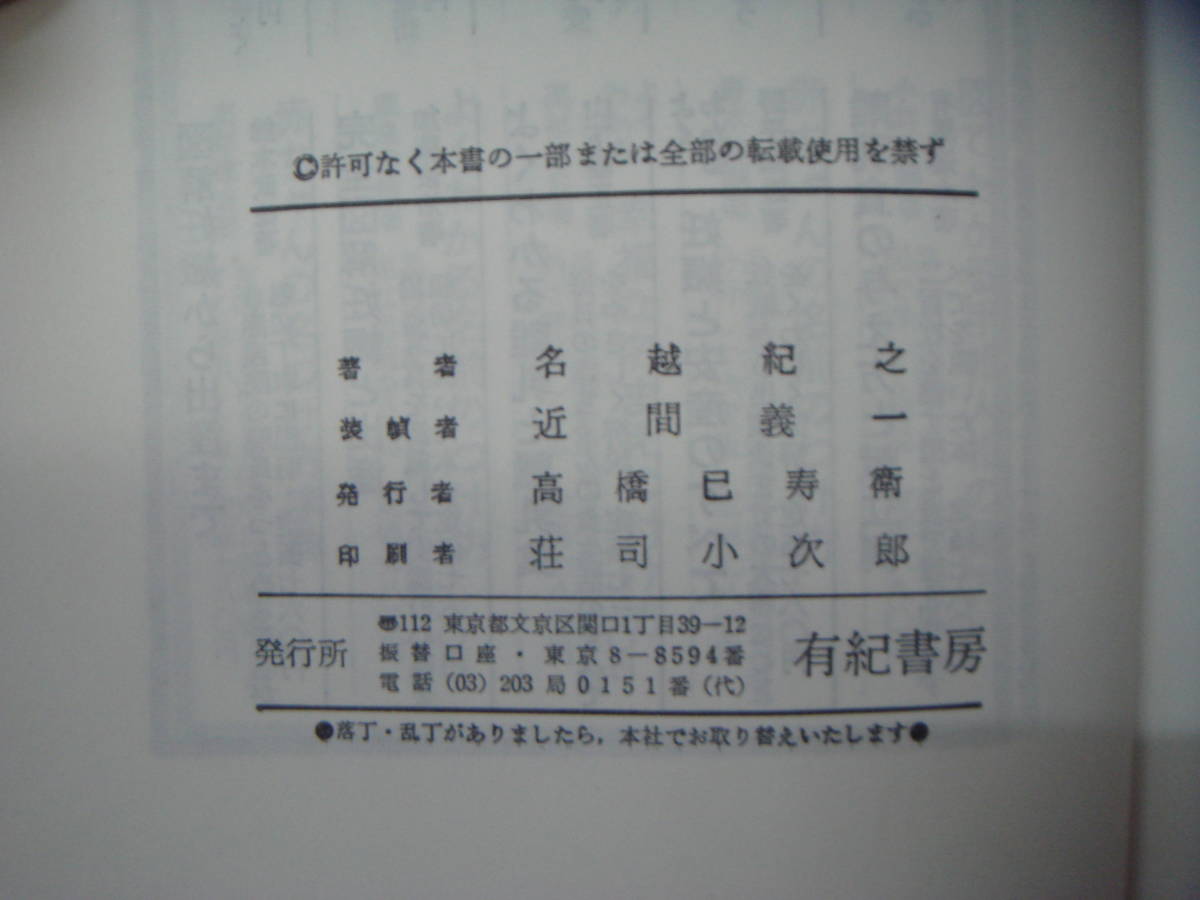 ©許可なく本書の一部または全部の転載使用を禁ず
著者 名越紀之
装幀者 近間義一
発行者 高橋巳寿衛
印刷者 荘司小次郎
発行所
〠112 東京都文京区関口1丁目39—12
振替口座・東京8—8594番
電話 (03) 203局0151番(代)
有紀書房
●落丁・乱丁がありましたら、本社でお取り替えいたします●